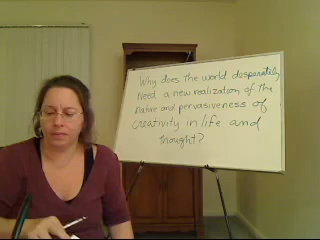 Why does the world desperately
Need a new realization of the
Nature and pervasiveness of
Creativity in life and
thought?